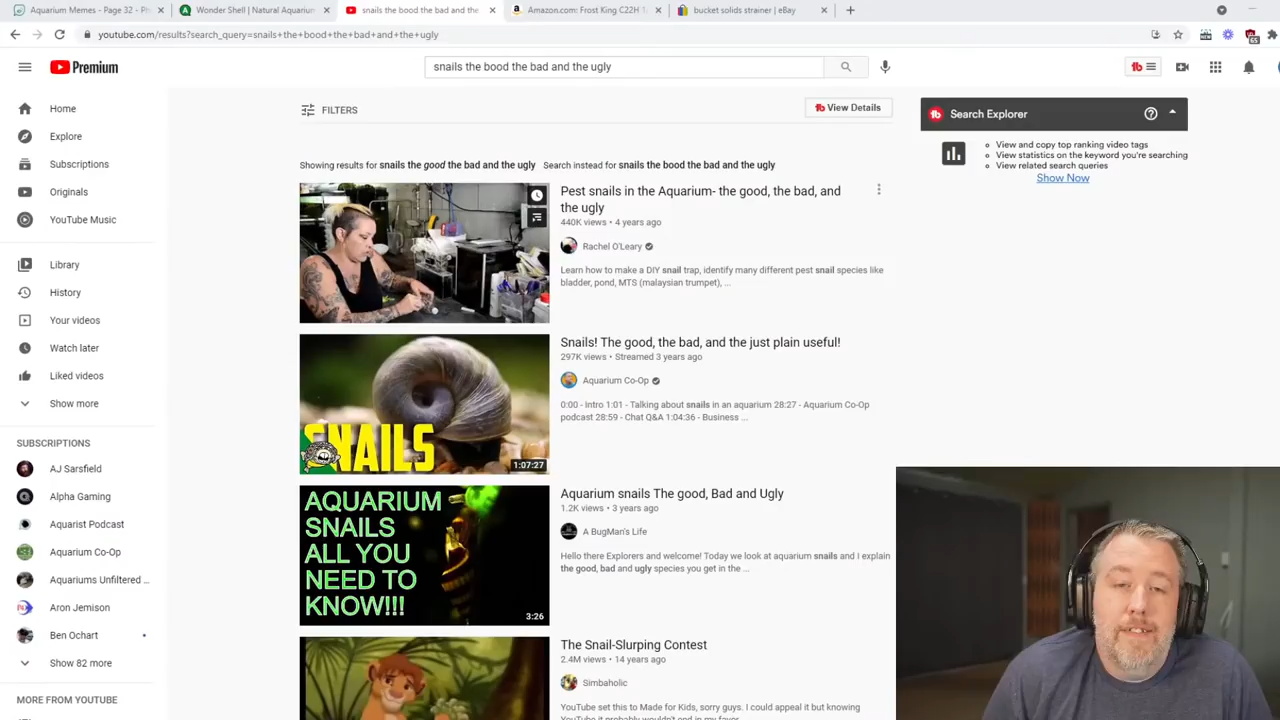 Aquarium Memes - Page 32 - Ph
Wonder Shell | Natural Aquarium
snails the bood the bad and the
Amazon.com: Frost King C22H 1
bucket solids strainer | eBay
youtube.com/results?search_query=snails+the+bood+the+bad+and+the+ugly
Premium
snails the bood the bad and the ugly
Home
Explore
Subscriptions
Originals
YouTube Music
Library
History
Your videos
Watch later
Liked videos
Show more
SUBSCRIPTIONS
AJ Sarsfield
Alpha Gaming
Aquarist Podcast
Aquarium Co-Op
Aquariums Unfiltered ...
Aron Jemison
Ben Ochart
Show 82 more
MORE FROM YOUTUBE
FILTERS
View Details
Showing results for snails the good the bad and the ugly Search instead for snails the bood the bad and the ugly
Pest snails in the Aquarium- the good, the bad, and
the ugly
440K views • 4 years ago
Rachel O'Leary
Learn how to make a DIY snail trap, identify many different pest snail species like
bladder, pond, MTS (malaysian trumpet), ...
SNAILS
1:07:27
Snails! The good, the bad, and the just plain useful!
297K views • Streamed 3 years ago
Aquarium Co-Op
0:00 - Intro 1:01 - Talking about snails in an aquarium 28:27 - Aquarium Co-Op
podcast 28:59 - Chat Q&A 1:04:36 - Business ...
AQUARIUM
SNAILS
ALL YOU
NEED TO
KNOW!!!
3:26
Aquarium snails The good, Bad and Ugly
1.2K views • 3 years ago
A BugMan's Life
Hello there Explorers and welcome! Today we look at aquarium snails and I explain
the good, bad and ugly species you get in the ...
The Snail-Slurping Contest
2.4M views • 14 years ago
Simbaholic
YouTube set this to Made for Kids, sorry guys. I could appeal it but knowing
YouTube it probably wouldn't end in my favor.
Search Explorer
View and copy top ranking video tags
View statistics on the keyword you're searching
View related search queries
Show Now